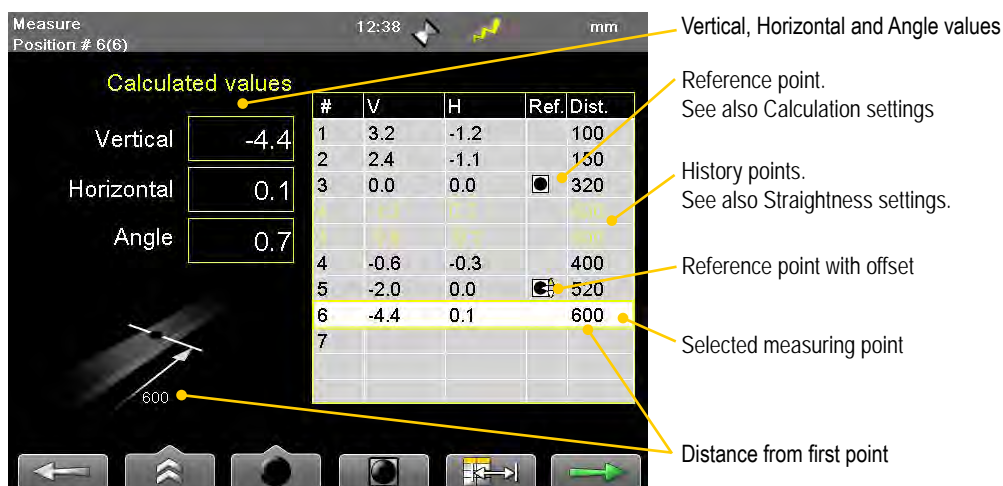 Measure
Position # 6(6)
12:38
mm
Calculated values
Vertical -4.4
Horizontal 0.1
Angle 0.7
600
# V H Ref. Dist.
1 3.2 -1.2 100
2 2.4 -1.1 150
3 0.0 0.0 320
4 -0.6 -0.3 400
5 -2.0 0.0 520
6 -4.4 0.1 600
7
Vertical, Horizontal and Angle values
Reference point.
See also Calculation settings
History points.
See also Straightness settings.
Reference point with offset
Selected measuring point
Distance from first point